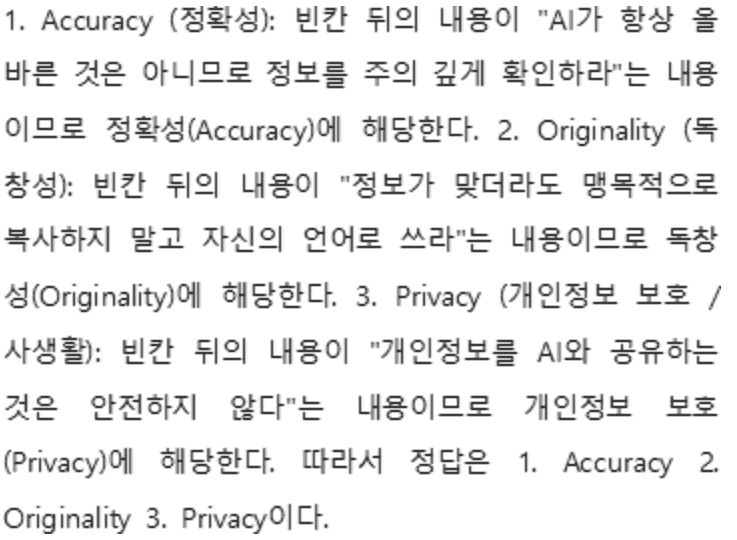 1. Accuracy (정확성): 빈칸 뒤의 내용이 "AI가 항상 올
바른 것은 아니므로 정보를 주의 깊게 확인하라"는 내용
이므로 정확성(Accuracy)에 해당한다. 2. Originality (독
창성): 빈칸 뒤의 내용이 "정보가 맞더라도 맹목적으로
복사하지 말고 자신의 언어로 쓰라"는 내용이므로 독창
성(Originality)에 해당한다. 3. Privacy (개인정보 보호 /
사생활): 빈칸 뒤의 내용이 "개인정보를 AI와 공유하는
것은 안전하지 않다"는 내용이므로 개인정보 보호
(Privacy)에 해당한다. 따라서 정답은 1. Accuracy 2.
Originality 3. Privacy이다.